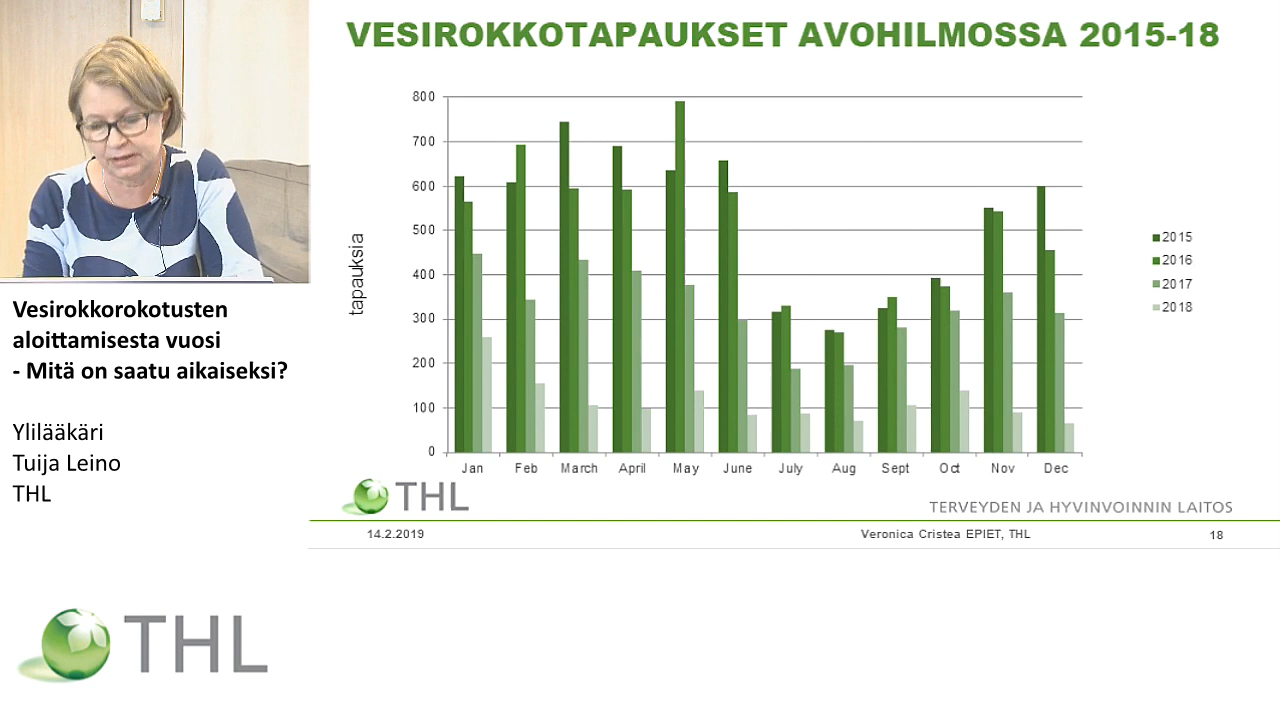 VESIROKKOTAPAUKSET AVOHILMOSSA 2015-18
800
700
600
500
400
300
200
100
0
tapauksia
Jan Feb March April May June July Aug Sept Oct Nov Dec
2015
2016
2017
2018
THL
TERVEYDEN JA HYVINVOINNIN LAITOS
14.2.2019 Veronica Cristea EPIET, THL 18
Vesirokkorokotusten
aloittamisesta vuosi
- Mitä on saatu aikaiseksi?
Ylilääkäri
Tuija Leino
THL
THL